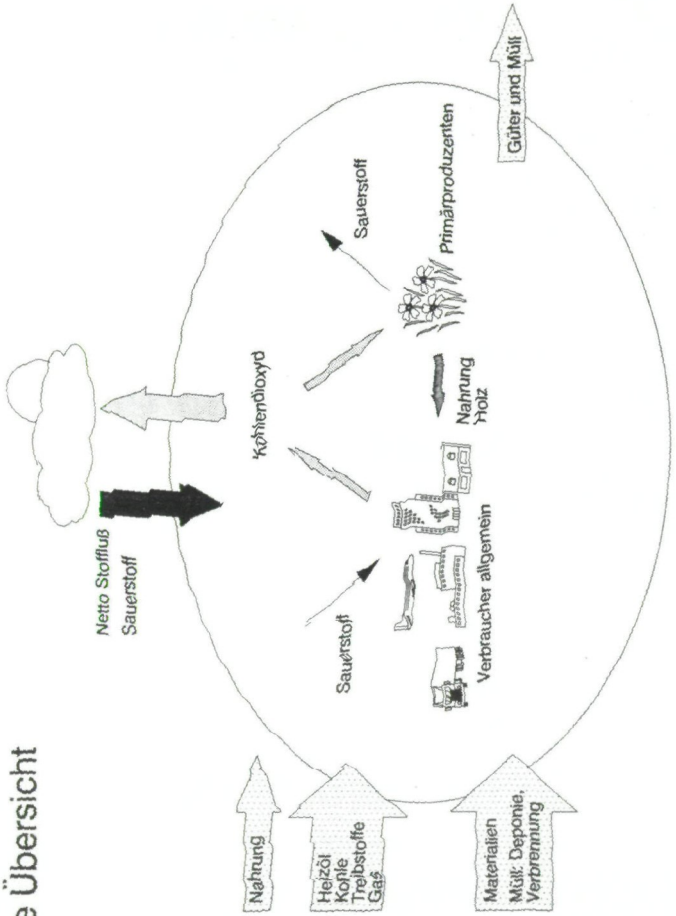 e Übersicht
Netto Stofffluß
Sauerstoff
Nahrung
Heizöl
Kohle
Treibstoffe
Gas
Materialien
Müll: Deponie,
Verbrennung
Kohlendioxyd
Sauerstoff
Sauerstoff
Verbraucher allgemein
Nahrung
Holz
Primärproduzenten
Güter und Müll